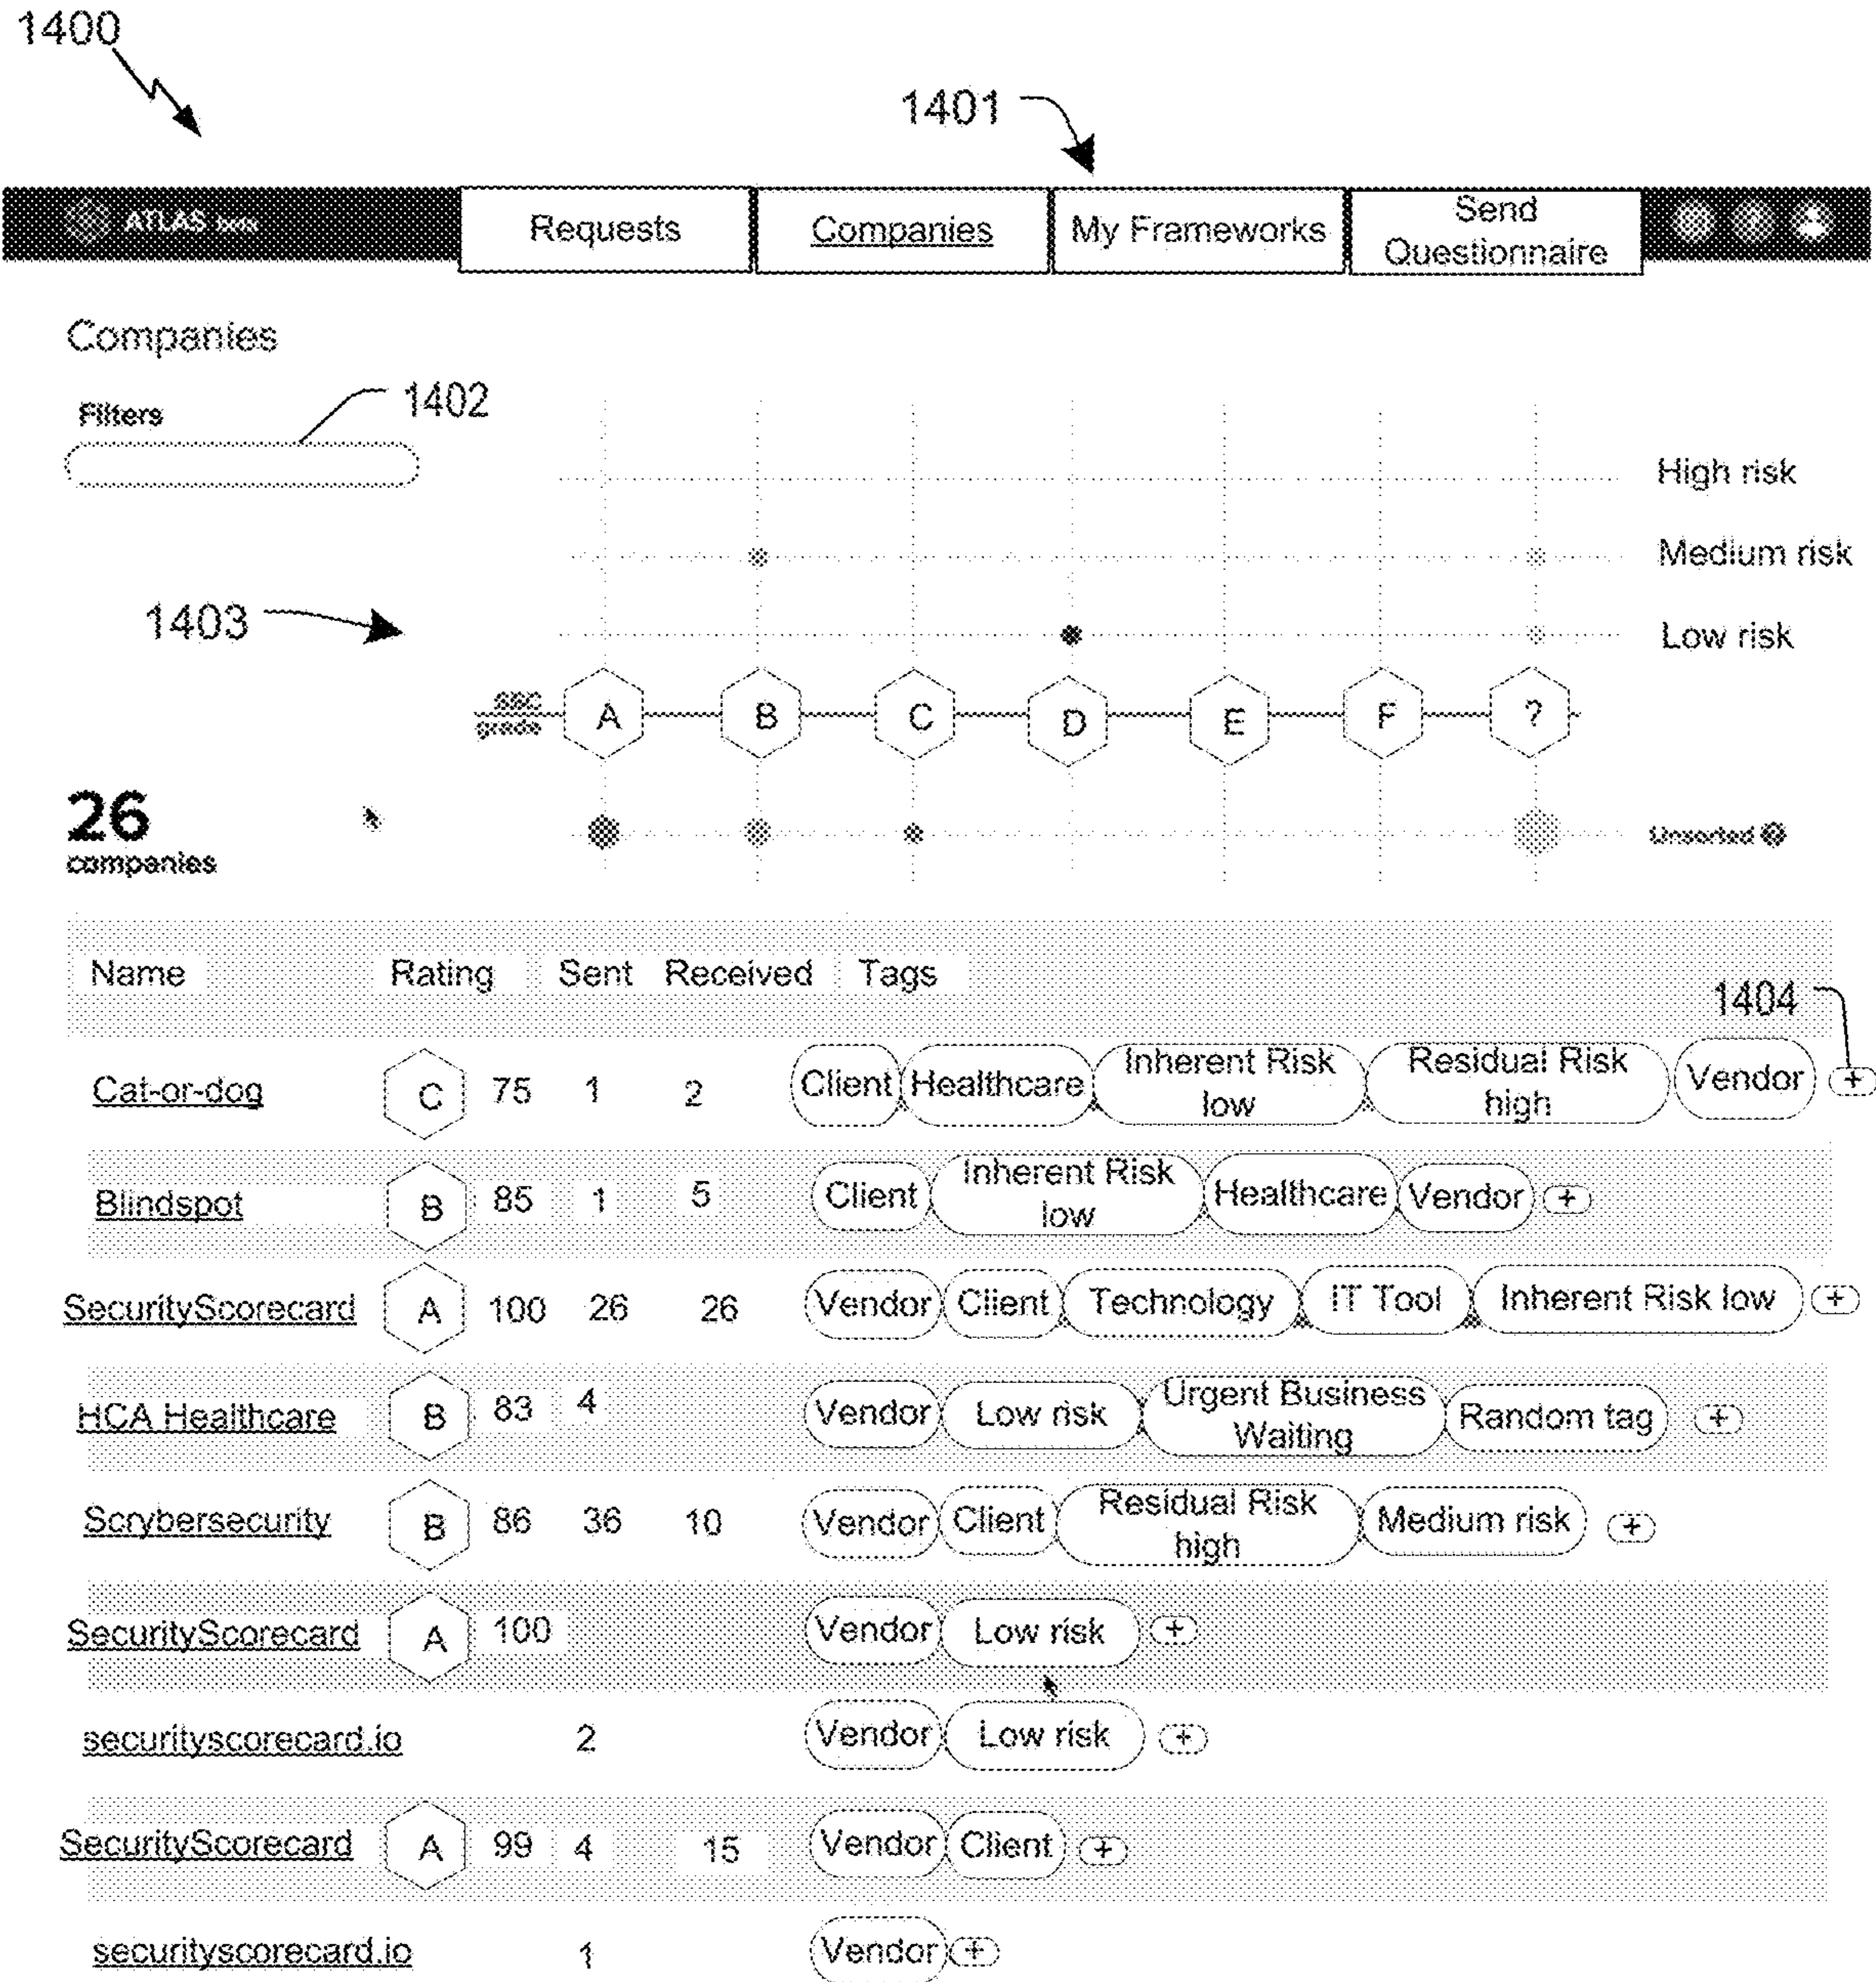 1400
1401
ATLAS beta
Requests
Companies
My Frameworks
Send
Questionnaire
Companies
Filters
1402
High risk
Medium risk
1403
Low risk
grade
A
B
C
D
E
F
?
26
companies
Unsorted ?
Name Rating Sent Received Tags
1404
Cat-or-dog C 75 1 2 Client Healthcare Inherent Risk low Residual Risk high Vendor +
Blindspot B 85 1 5 Client Inherent Risk low Healthcare Vendor +
SecurityScorecard A 100 26 26 Vendor Client Technology IT Tool Inherent Risk low +
HCA Healthcare B 83 4 Vendor Low risk Urgent Business Waiting Random tag +
Scrybersecurity B 86 36 10 Vendor Client Residual Risk high Medium risk +
SecurityScorecard A 100 Vendor Low risk +
securityscorecard.io 2 Vendor Low risk +
SecurityScorecard A 99 4 15 Vendor Client +
securityscorecard.io 1 Vendor +